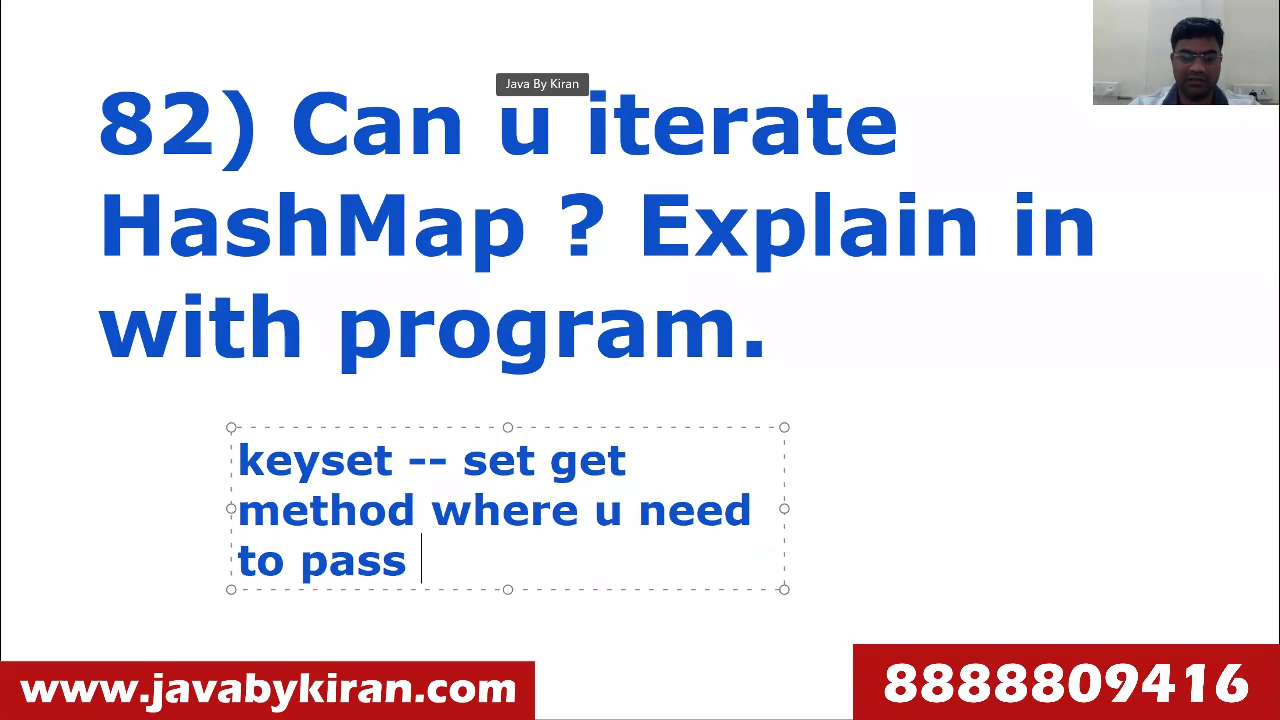 Java By Kiran
82) Can u iterate
HashMap ? Explain in
with program.
keyset -- set get
method where u need
to pass
www.javabykiran.com
8888809416